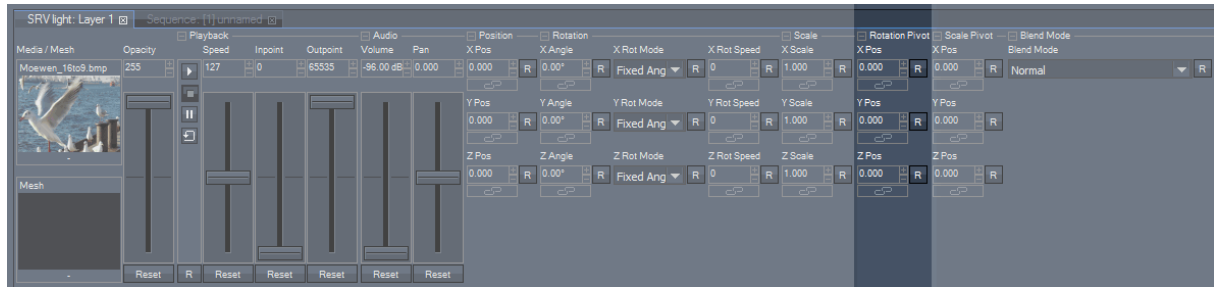 SRV light: Layer 1
Sequence: [1] unnamed
Playback
Audio
Position
Rotation
Scale
Rotation Pivot
Scale Pivot
Blend Mode
Media / Mesh
Opacity
Speed
Inpoint
Outpoint
Volume
Pan
X Pos
X Angle
X Rot Mode
X Rot Speed
X Scale
X Pos
X Pos
Blend Mode
Moewen_16to9.bmp
255
127
0
65535
-96.00 dB
0.000
0.000
R
0.00°
R
Fixed Ang
R
0
R
1.000
R
0.000
R
0.000
R
Normal
R
Y Pos
Y Angle
Y Rot Mode
Y Rot Speed
Y Scale
Y Pos
Y Pos
0.000
R
0.00°
R
Fixed Ang
R
0
R
1.000
R
0.000
R
0.000
R
-
Z Pos
Z Angle
Z Rot Mode
Z Rot Speed
Z Scale
Z Pos
Z Pos
0.000
R
0.00°
R
Fixed Ang
R
0
R
1.000
R
0.000
R
0.000
R
Mesh
-
Reset
R
Reset
Reset
Reset
Reset
Reset